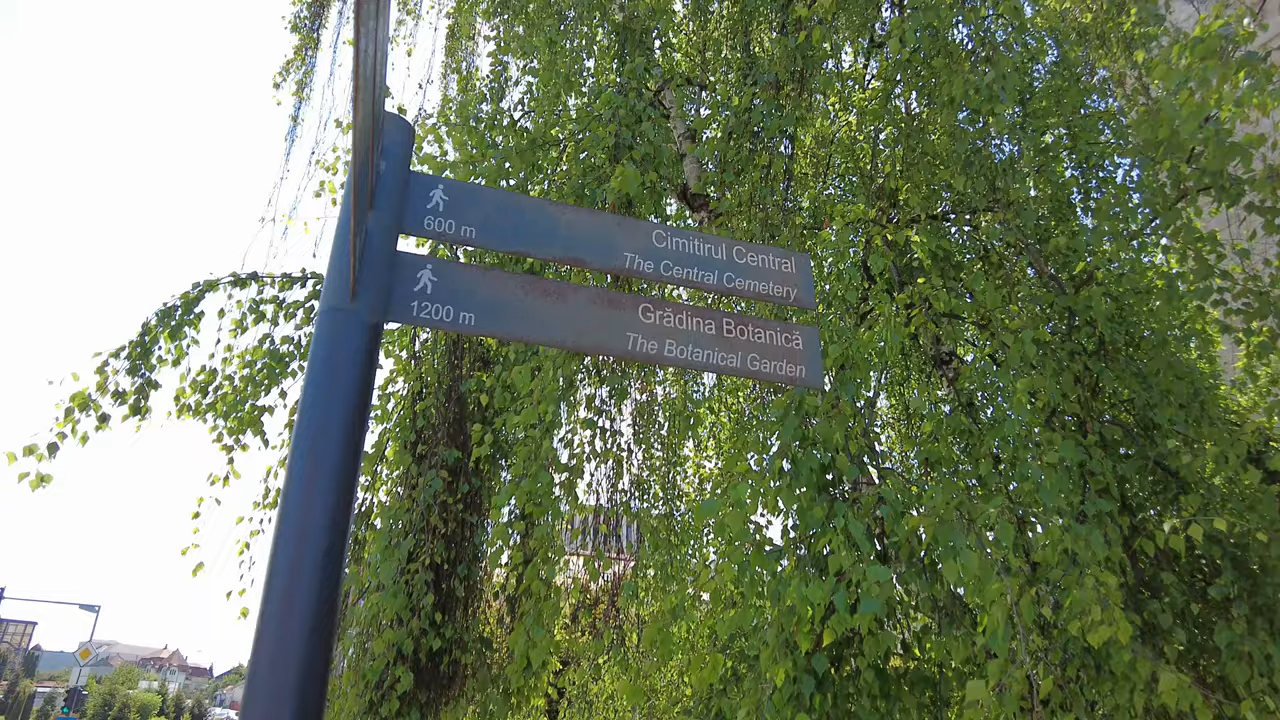 600 m
Cimitirul Central
The Central Cemetery
1200 m
Grădina Botanică
The Botanical Garden